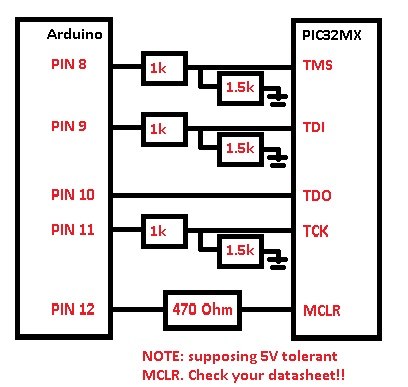 Arduino PIC32MX
PIN 8 1k TMS
1.5k
PIN 9 1k TDI
1.5k
PIN 10 TDO
PIN 11 1k TCK
1.5k
PIN 12 470 Ohm MCLR
NOTE: supposing 5V tolerant
MCLR. Check your datasheet!!